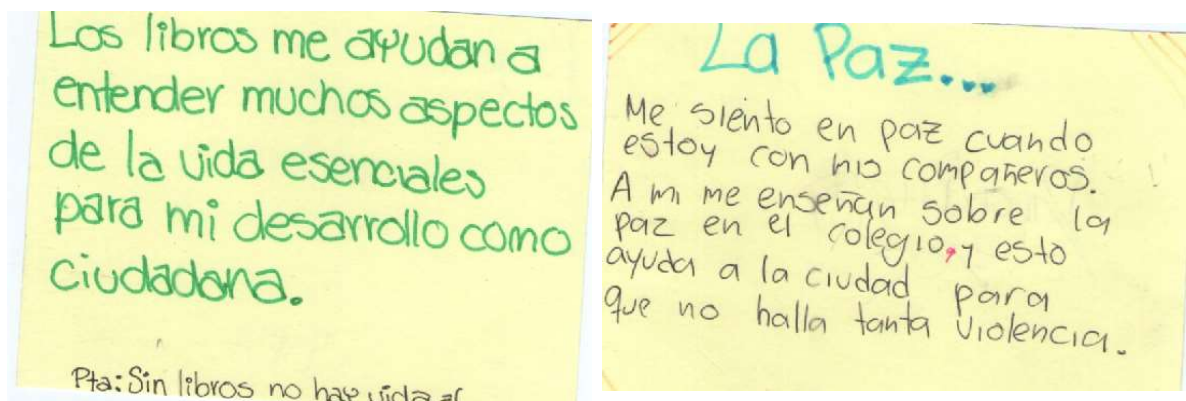 Los libros me ayudan a
entender muchos aspectos
de la vida esenciales
para mi desarrollo como
ciudadana.
Pta: Sin libros no hay vida
La Paz...
Me siento en paz cuando
estoy con mis compañeros.
A mi me enseñan sobre la
paz en el colegio, y esto
ayuda a la ciudad para
que no halla tanta violencia.